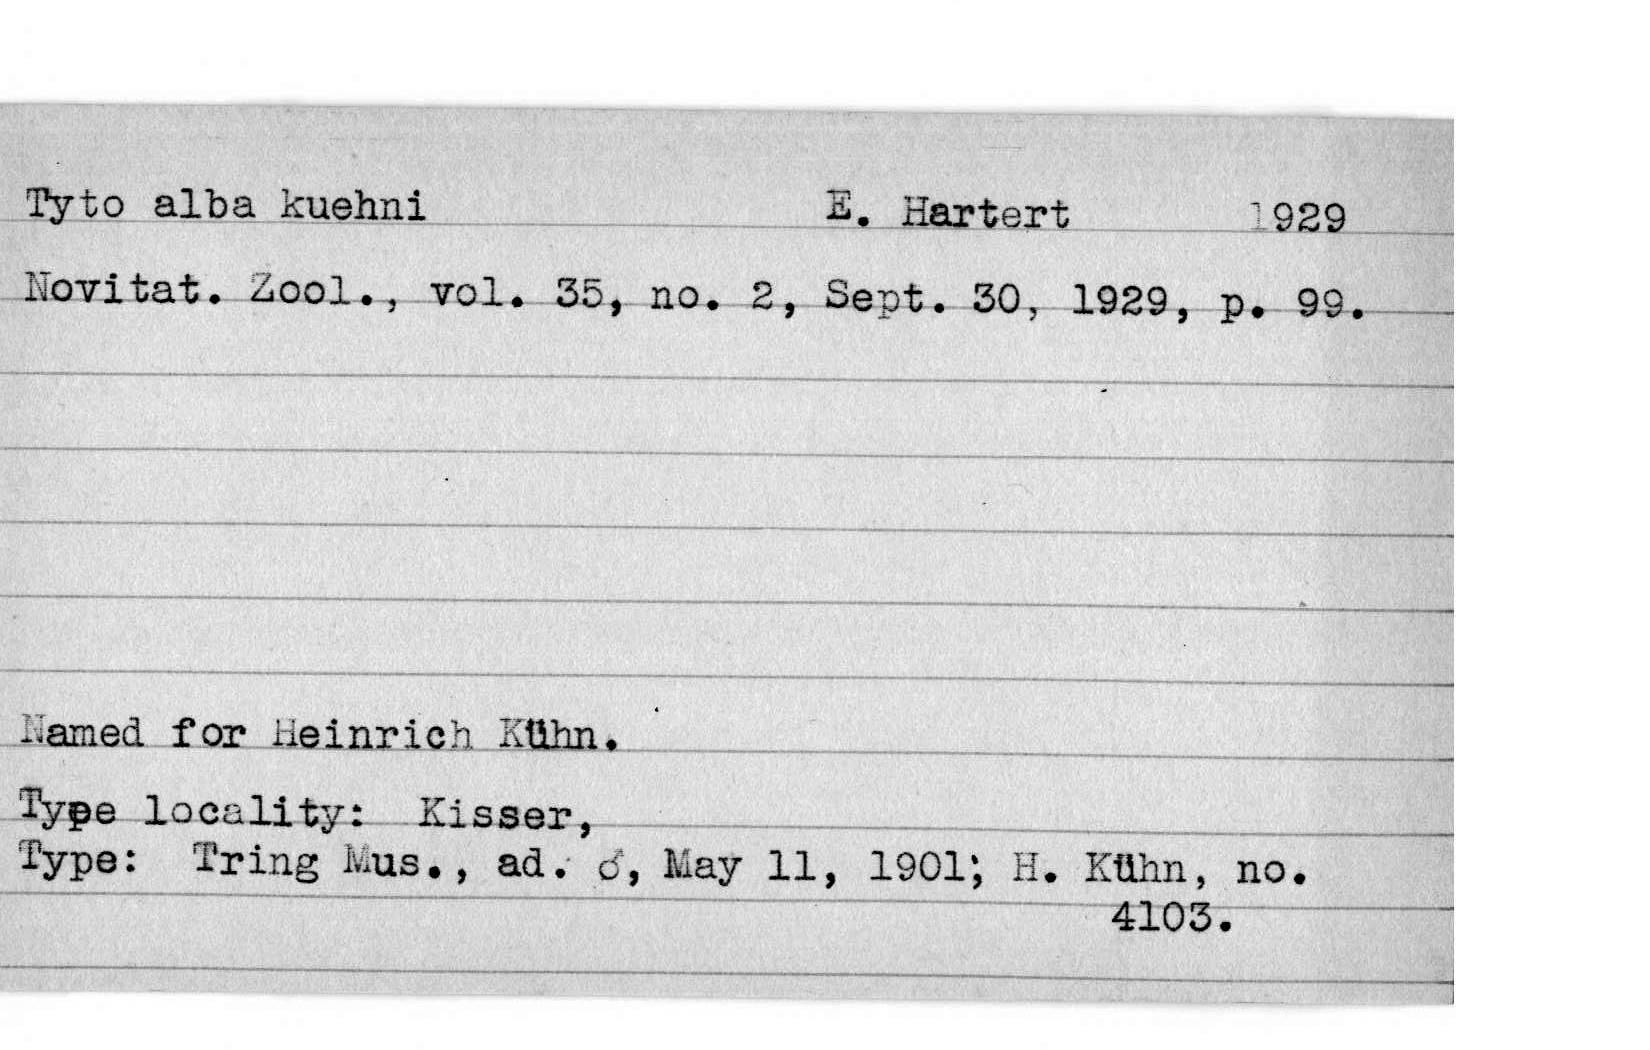 Tyto alba kuehni E. Hartert 1929
Novitat. Zool., vol. 35, no. 2, Sept. 30, 1929, p. 99.
Named for Heinrich Kühn.
Type locality: Kisser,
Type: Tring Mus., ad. ♂, May 11, 1901; H. Kühn, no.
4103.